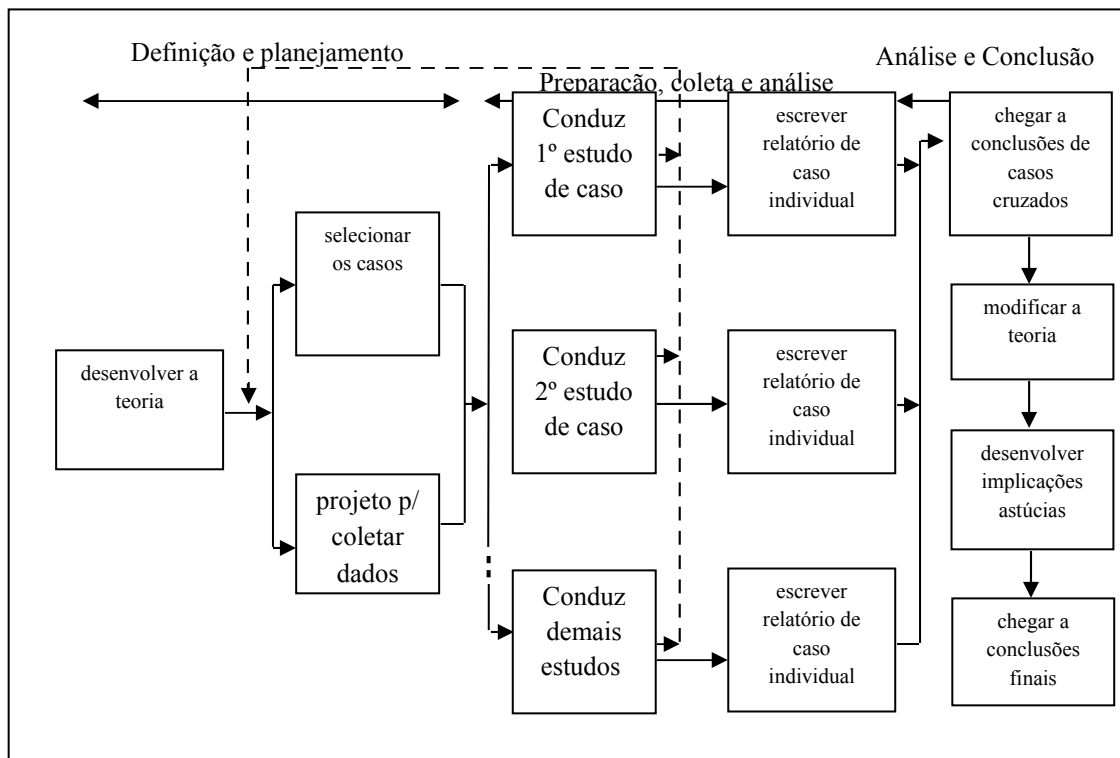 Definição e planejamento
Preparação, coleta e análise
Análise e Conclusão
desenvolver a
teoria
selecionar
os casos
projeto p/
coletar
dados
Conduz
1º estudo
de caso
escrever
relatório de
caso
individual
Conduz
2º estudo
de caso
escrever
relatório de
caso
individual
Conduz
demais
estudos
escrever
relatório de
caso
individual
chegar a
conclusões de
casos
cruzados
modificar a
teoria
desenvolver
implicações
astúcias
chegar a
conclusões
finais